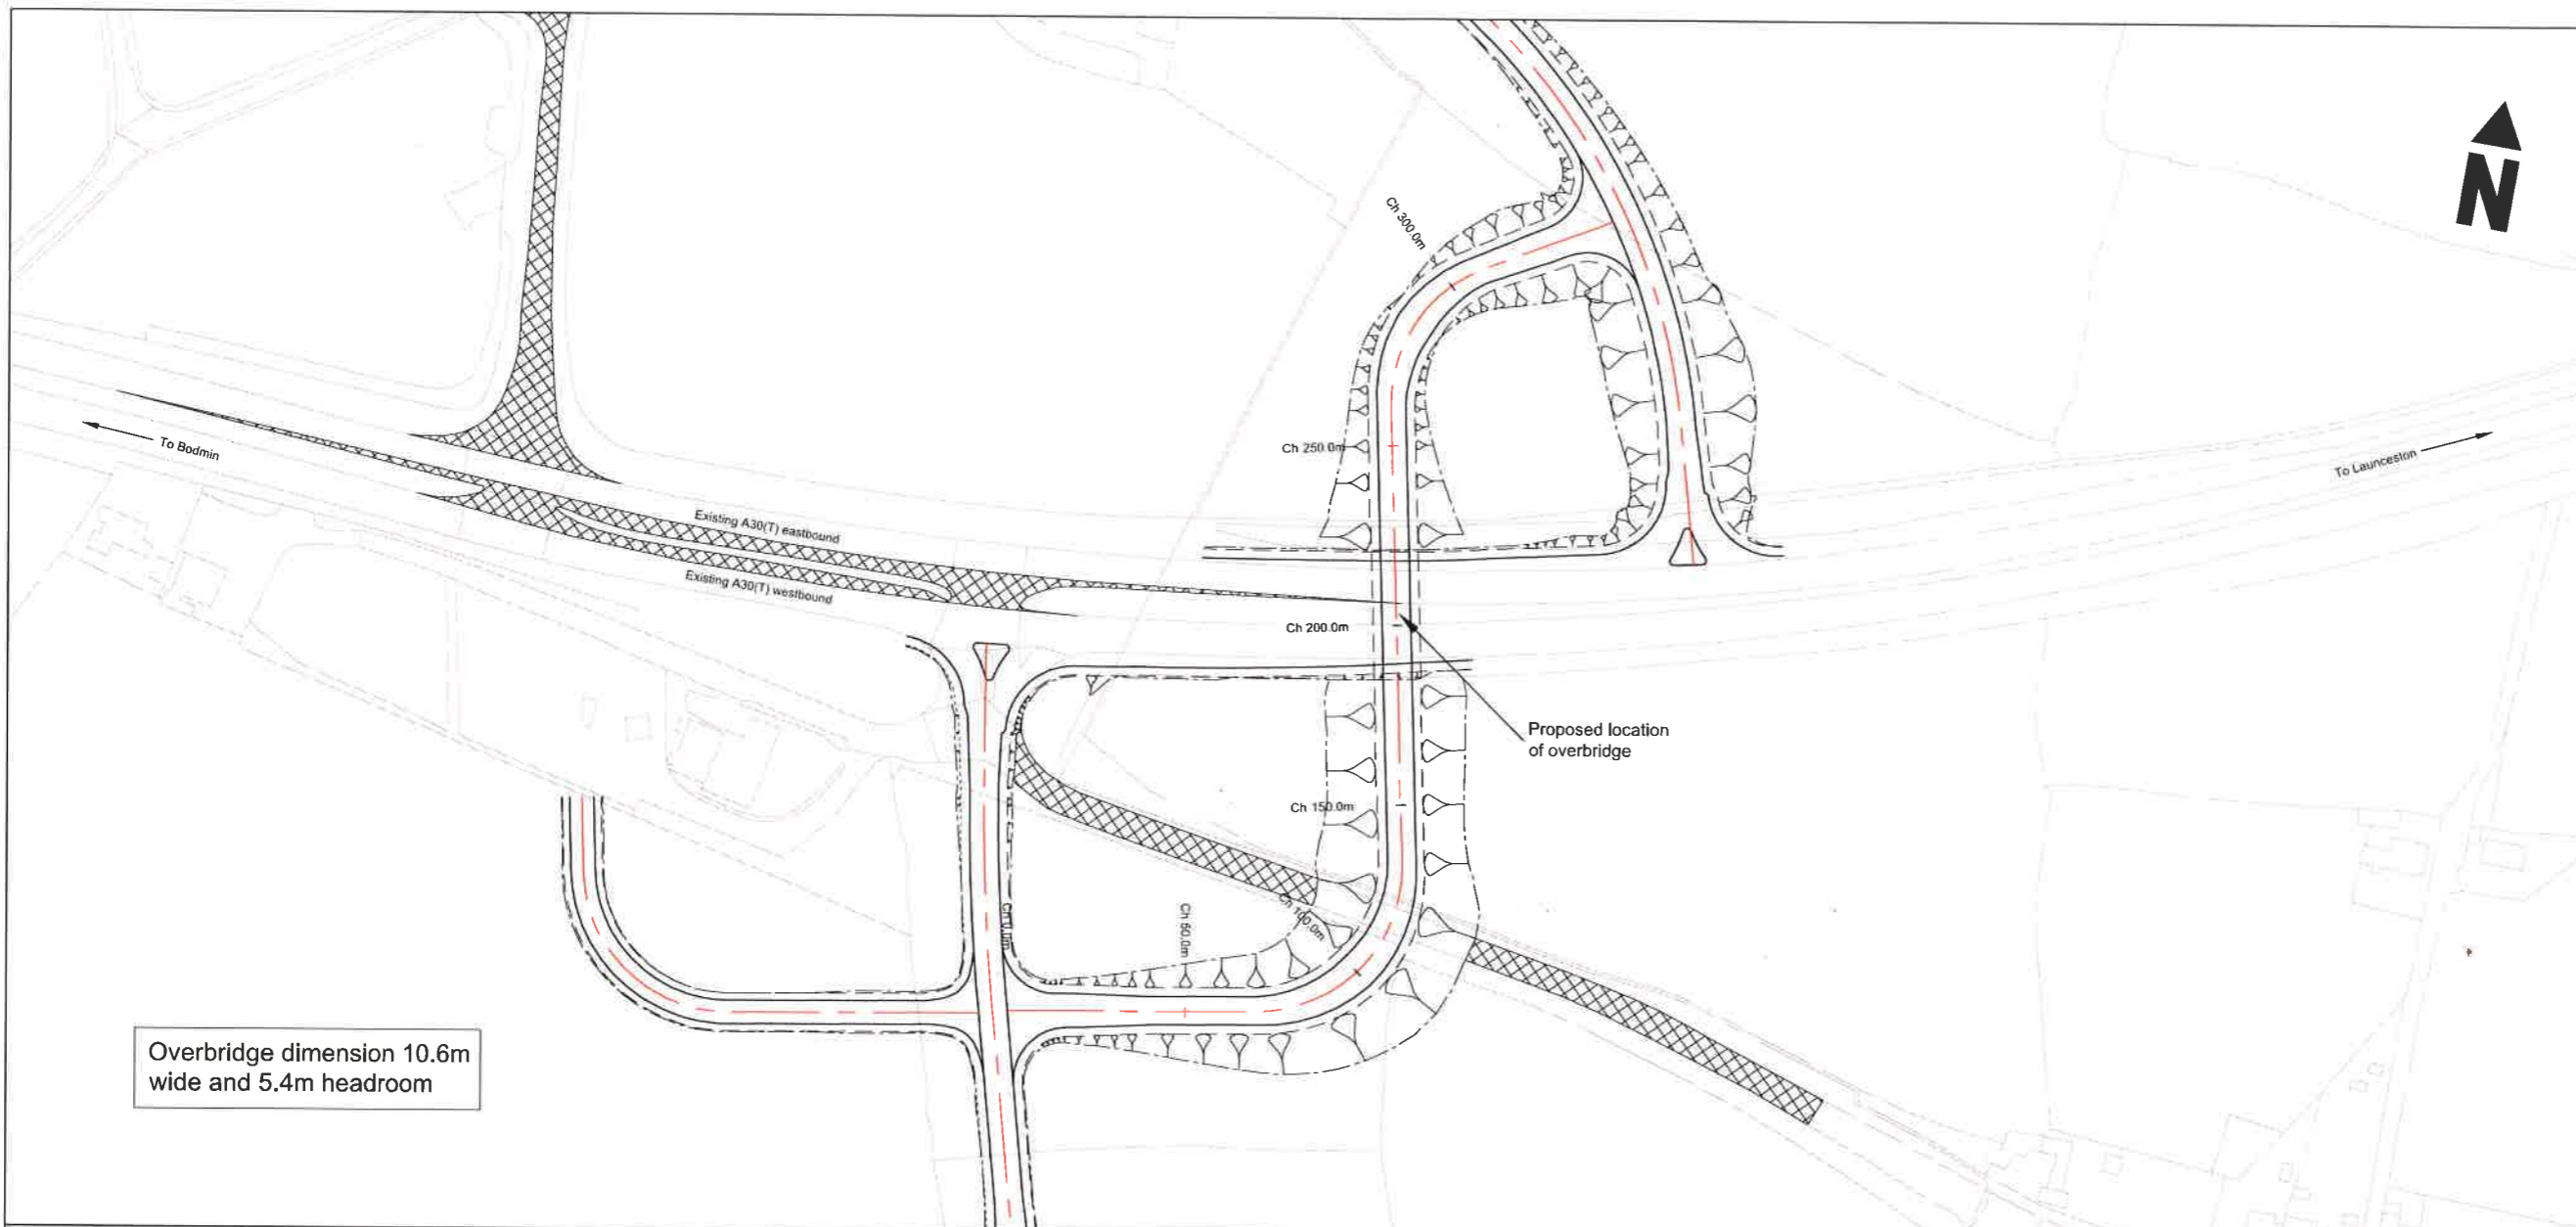 N
Ch 300.0m
To Bodmin
Ch 250.0m
To Launceston
Existing A30(T) eastbound
Existing A30(T) westbound
Ch 200.0m
Proposed location
of overbridge
Ch 150.0m
Ch 100.0m
Ch 50.0m
Ch 0.0m
Overbridge dimension 10.6m
wide and 5.4m headroom